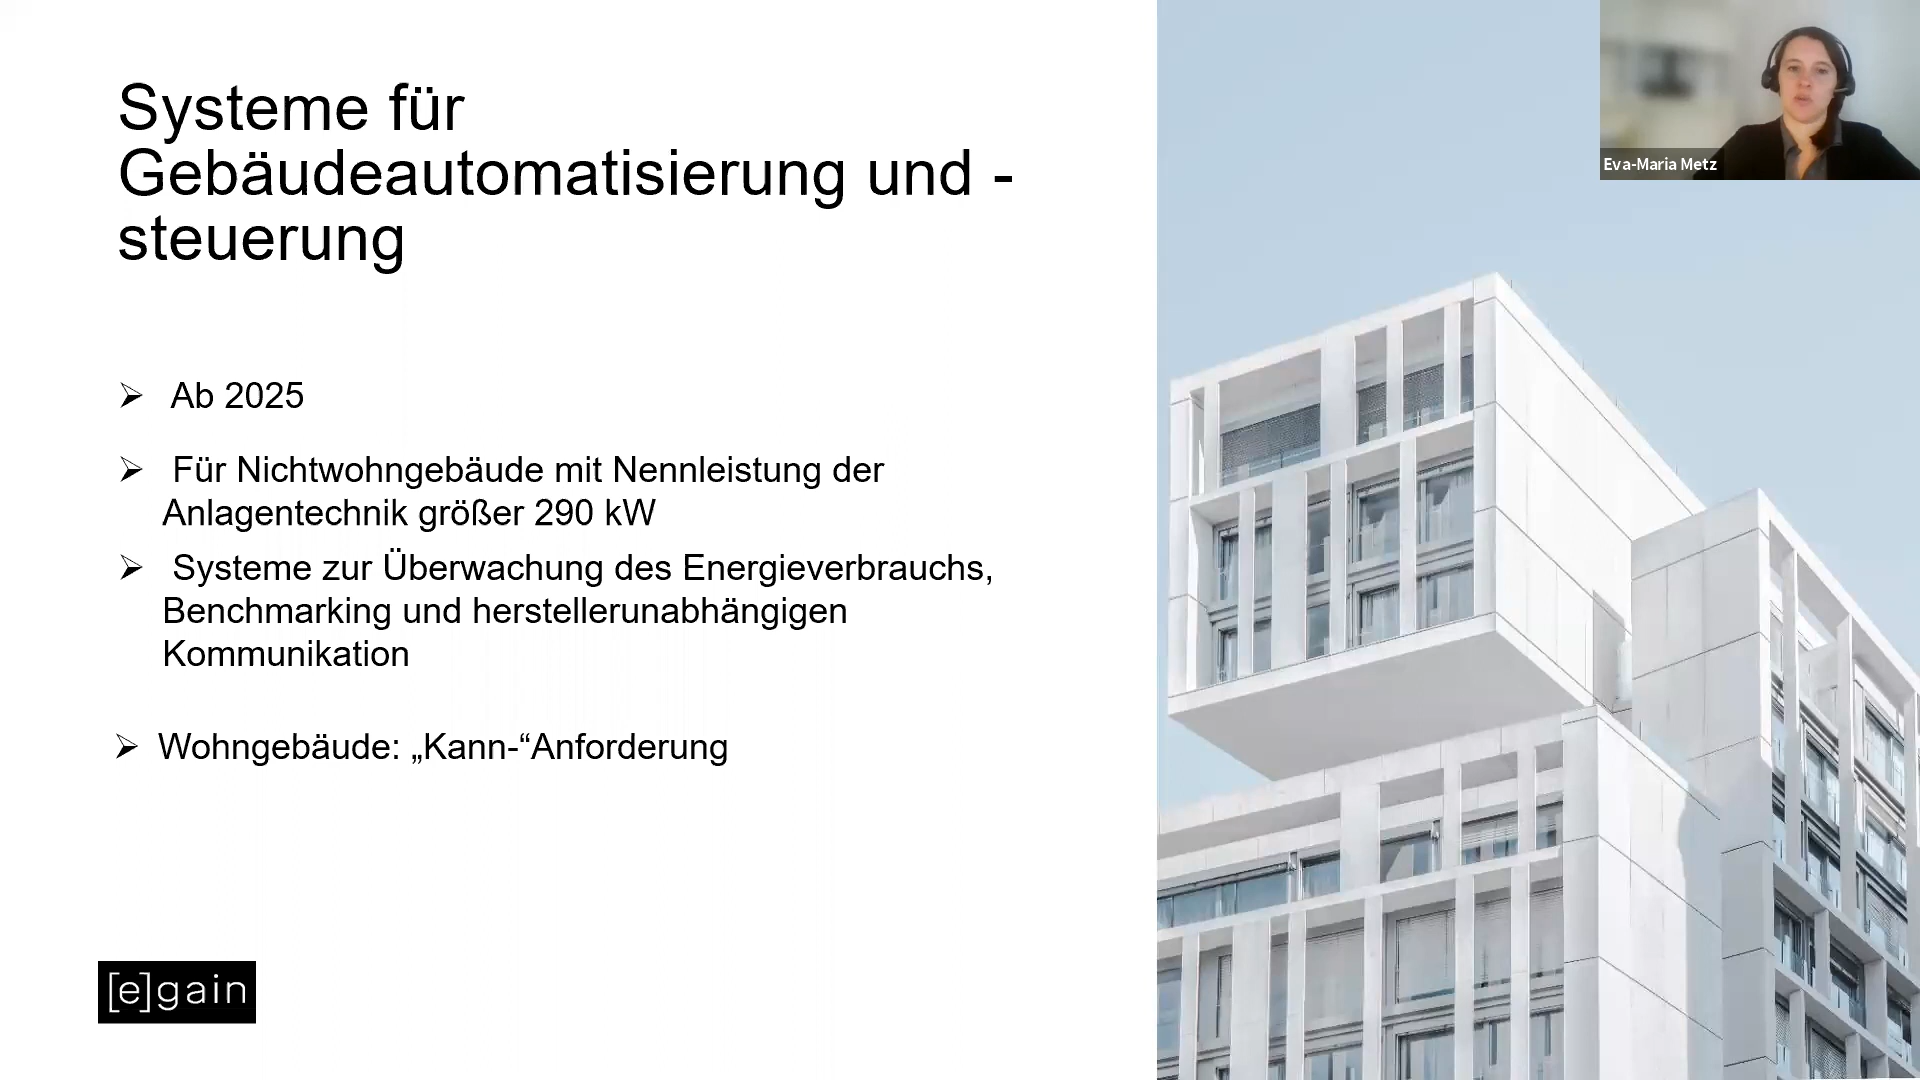 Systeme für
Gebäudeautomatisierung und -
steuerung
Eva-Maria Metz
Ab 2025
Für Nichtwohngebäude mit Nennleistung der
Anlagentechnik größer 290 kW
Systeme zur Überwachung des Energieverbrauchs,
Benchmarking und herstellerunabhängigen
Kommunikation
Wohngebäude: „Kann-“Anforderung
[e]gain